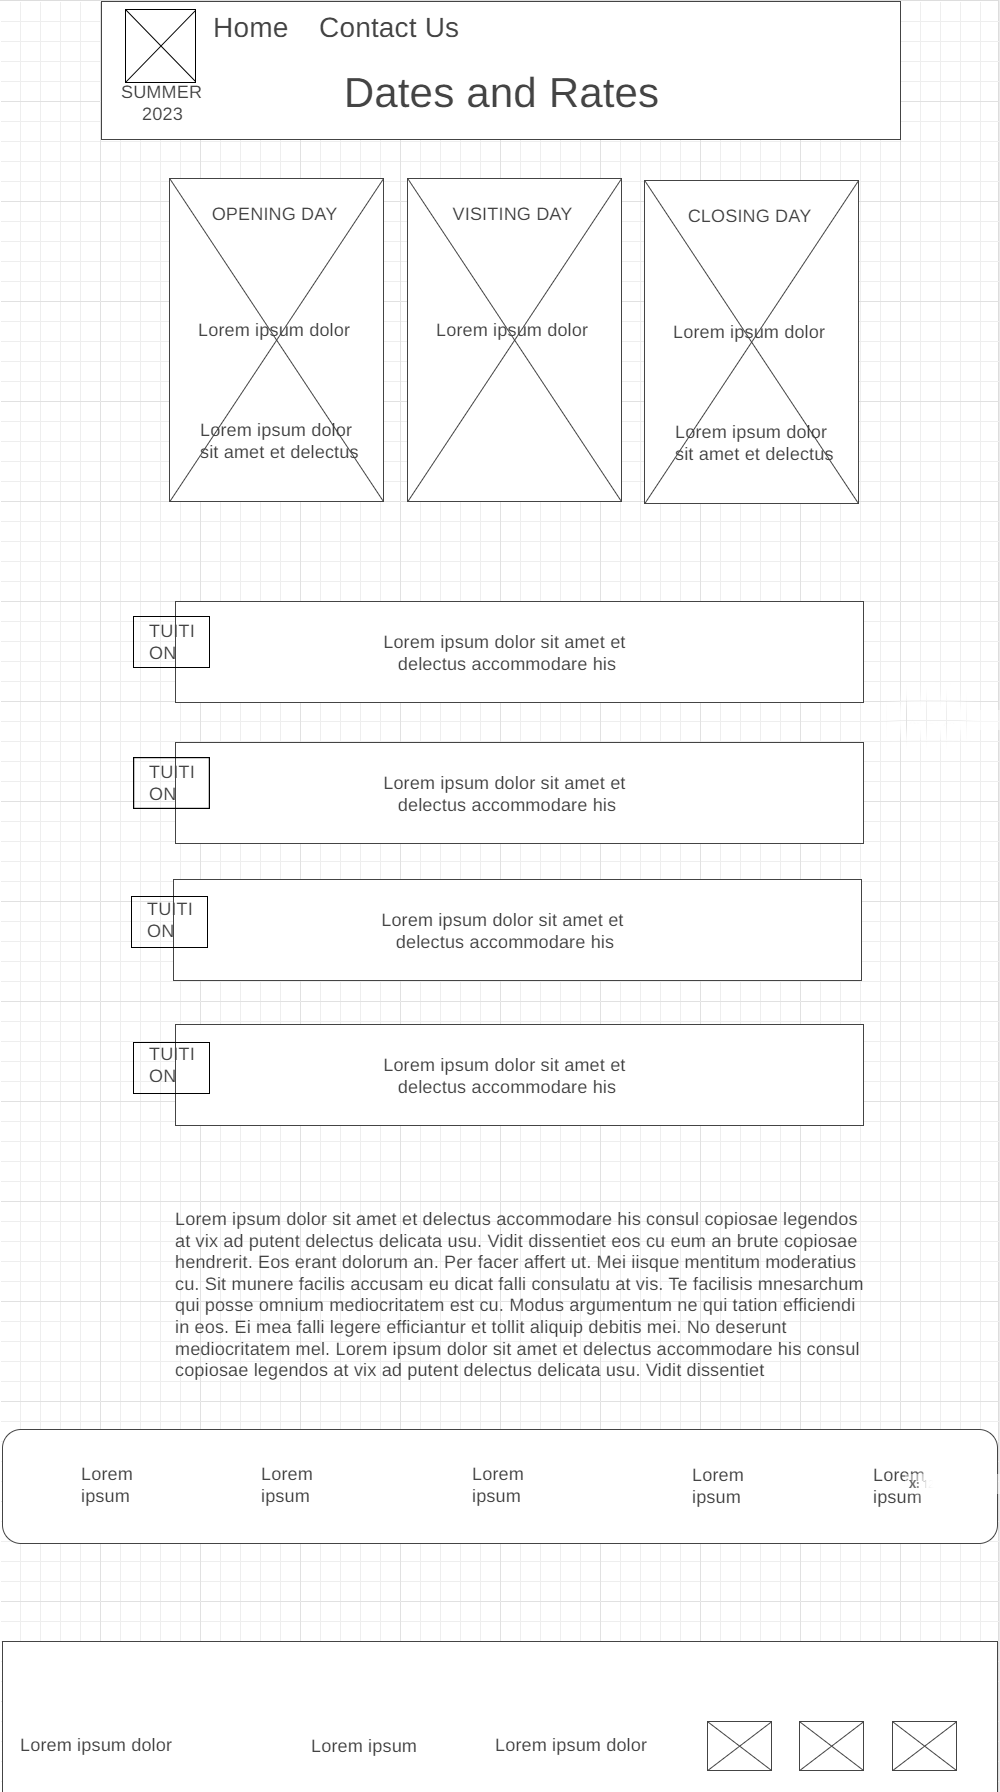 Home Contact Us
SUMMER
2023
Dates and Rates
OPENING DAY
Lorem ipsum dolor
Lorem ipsum dolor
sit amet et delectus
VISITING DAY
Lorem ipsum dolor
CLOSING DAY
Lorem ipsum dolor
Lorem ipsum dolor
sit amet et delectus
TUITI
ON
Lorem ipsum dolor sit amet et
delectus accommodare his
TUITI
ON
Lorem ipsum dolor sit amet et
delectus accommodare his
TUITI
ON
Lorem ipsum dolor sit amet et
delectus accommodare his
TUITI
ON
Lorem ipsum dolor sit amet et
delectus accommodare his
Lorem ipsum dolor sit amet et delectus accommodare his consul copiosae legendos
at vix ad putent delectus delicata usu. Vidit dissentiet eos cu eum an brute copiosae
hendrerit. Eos erant dolorum an. Per facer affert ut. Mei iisque mentitum moderatius
cu. Sit munere facilis accusam eu dicat falli consulatu at vis. Te facilisis mnesarchum
qui posse omnium mediocritatem est cu. Modus argumentum ne qui tation efficiendi
in eos. Ei mea falli legere efficiantur et tollit aliquip debitis mei. No deserunt
mediocritatem mel. Lorem ipsum dolor sit amet et delectus accommodare his consul
copiosae legendos at vix ad putent delectus delicata usu. Vidit dissentiet
Lorem
ipsum
Lorem
ipsum
Lorem
ipsum
Lorem
ipsum
Lorem
ipsum
Lorem ipsum dolor
Lorem ipsum
Lorem ipsum dolor